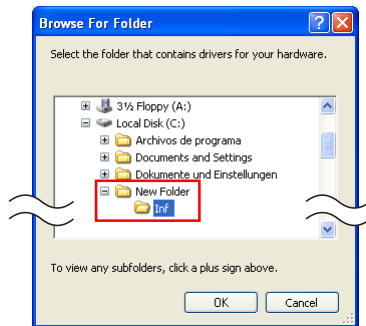 Browse For Folder
Select the folder that contains drivers for your hardware.
3½ Floppy (A:)
Local Disk (C:)
Archivos de programa
Documents and Settings
Dokumente und Einstellungen
New Folder
Inf
To view any subfolders, click a plus sign above.
OK Cancel